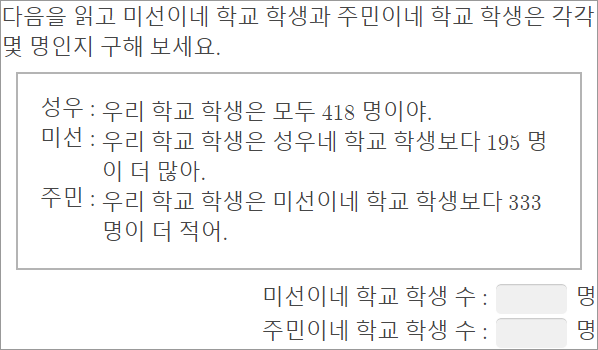 다음을 읽고 미선이네 학교 학생과 주민이네 학교 학생은 각각
몇 명인지 구해 보세요.
성우 : 우리 학교 학생은 모두 418 명이야.
미선 : 우리 학교 학생은 성우네 학교 학생보다 195 명
이 더 많아.
주민 : 우리 학교 학생은 미선이네 학교 학생보다 333
명이 더 적어.
미선이네 학교 학생 수 : 명
주민이네 학교 학생 수 : 명